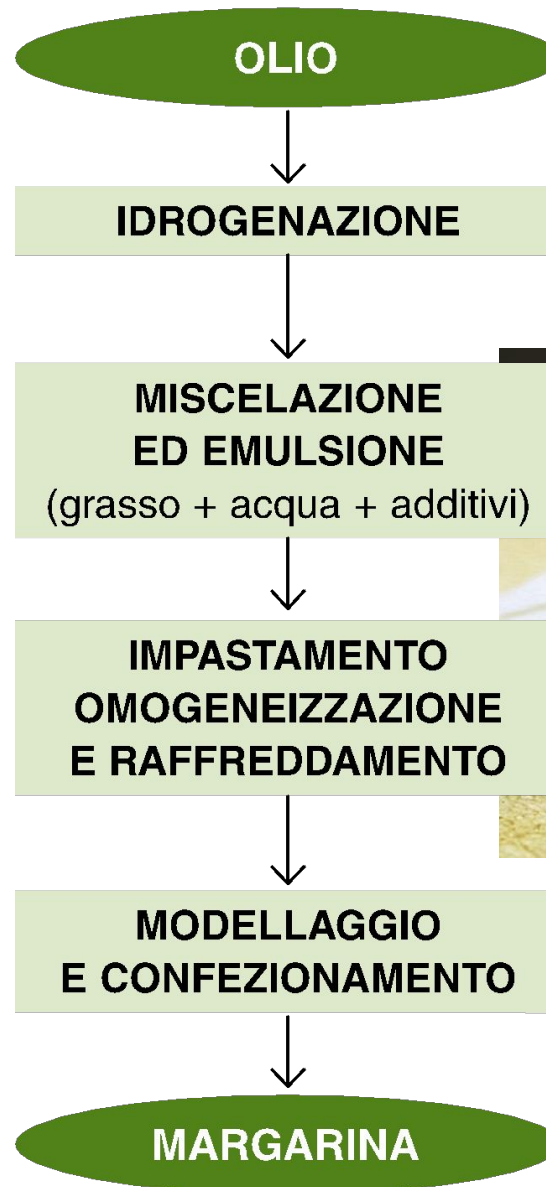 OLIO
IDROGENAZIONE
MISCELAZIONE
ED EMULSIONE
(grasso + acqua + additivi)
IMPASTAMENTO
OMOGENEIZZAZIONE
E RAFFREDDAMENTO
MODELLAGGIO
E CONFEZIONAMENTO
MARGARINA